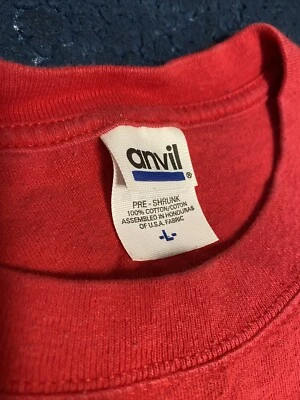 anvil®
PRE-SHRUNK
100% COTTON/COTON
ASSEMBLED IN HONDURAS
OF U.S.A. FABRIC
-L-